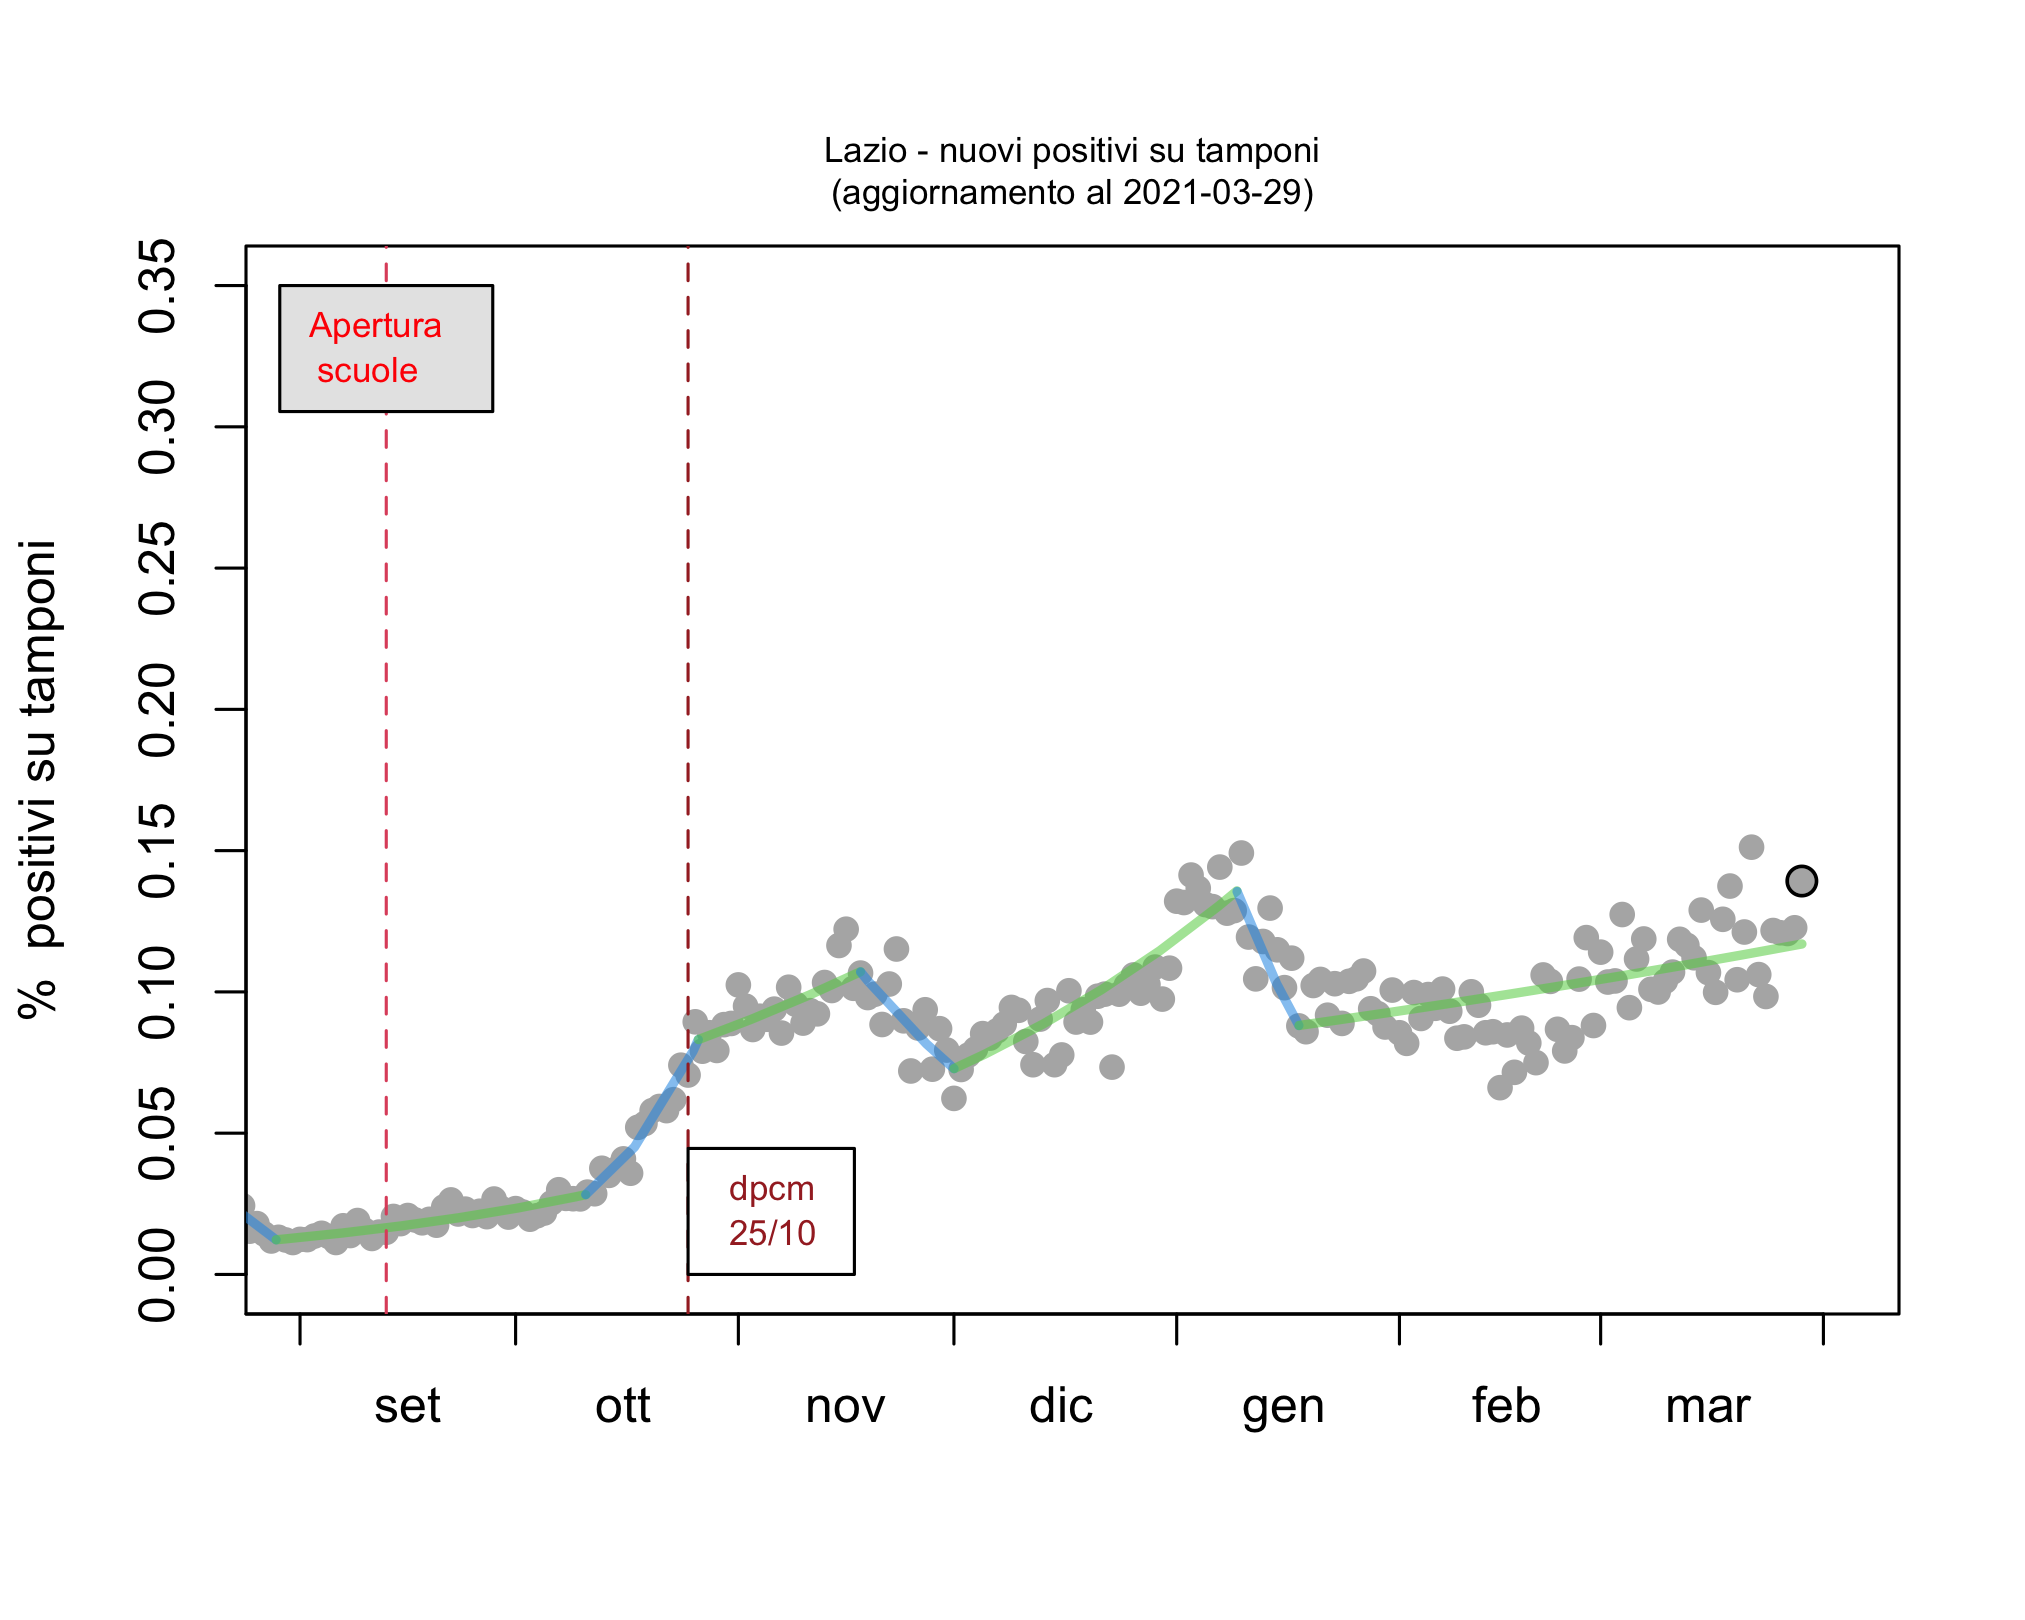 Lazio - nuovi positivi su tamponi
(aggiornamento al 2021-03-29)
% positivi su tamponi
0.35
0.30
0.25
0.20
0.15
0.10
0.05
0.00
Apertura
scuole
dpcm
25/10
set ott nov dic gen feb mar